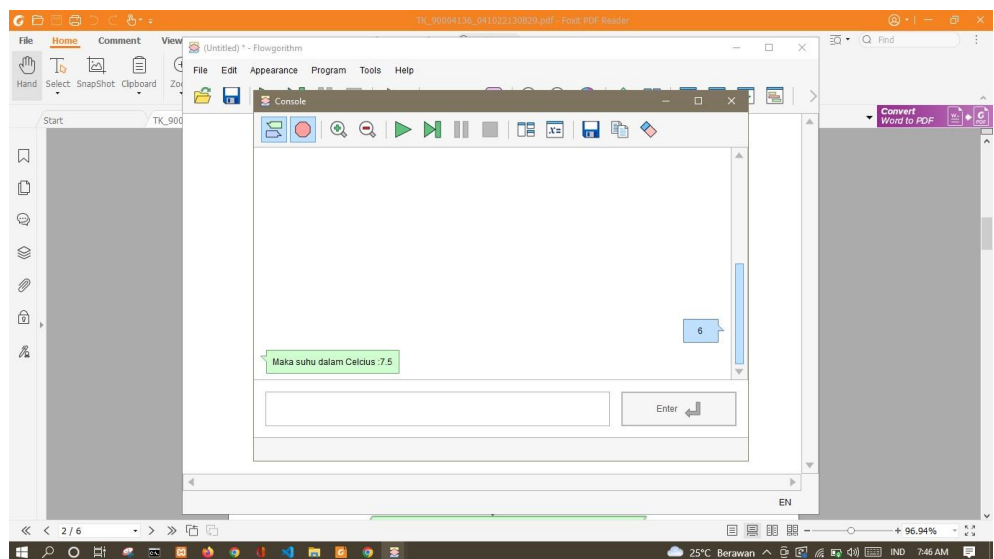 TK_90004136_041022130829.pdf - Foxit PDF Reader
File Home Comment View
Find
Hand Select SnapShot Clipboard
Start
TK_900
Convert
Word to PDF
(Untitled) * - Flowgorithm
File Edit Appearance Program Tools Help
Console
6
Maka suhu dalam Celcius :7.5
Enter
EN
2 / 6
96.94%
25°C Berawan
IND 7:46 AM